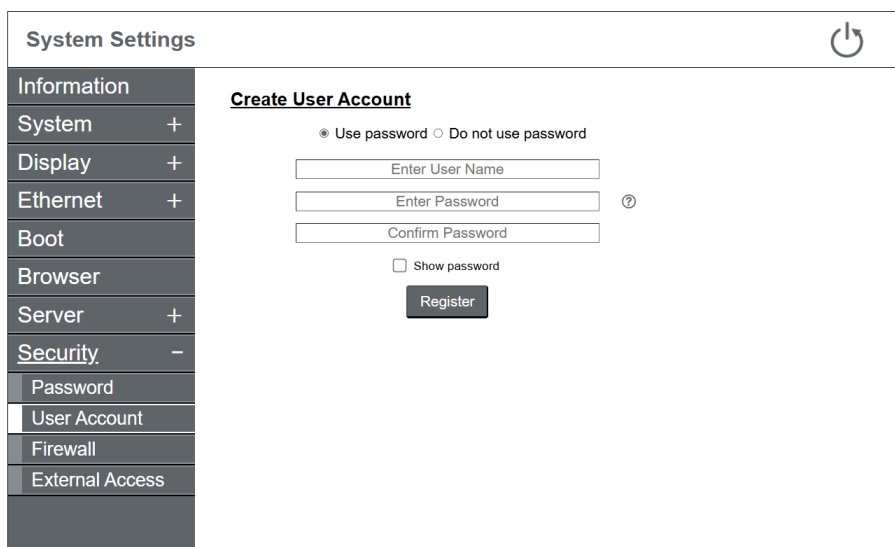 System Settings
Information
System +
Display +
Ethernet +
Boot
Browser
Server +
Security −
Password
User Account
Firewall
External Access
Create User Account
Use password Do not use password
Enter User Name
Enter Password ?
Confirm Password
Show password
Register